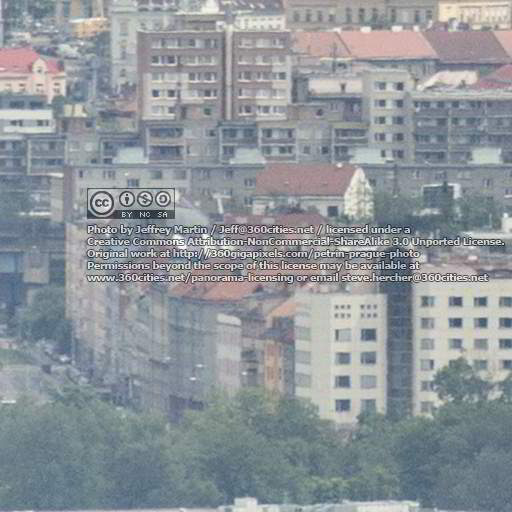 cc
BY NC SA
Photo by Jeffrey Martin / Jeff@360cities.net / licensed under a
Creative Commons Attribution-NonCommercial-ShareAlike 3.0 Unported License.
Original work at http://360gigapixels.com/petrin-prague-photo
Permissions beyond the scope of this license may be available at
www.360cities.net/panorama-licensing or email steve.hercher@360cities.net